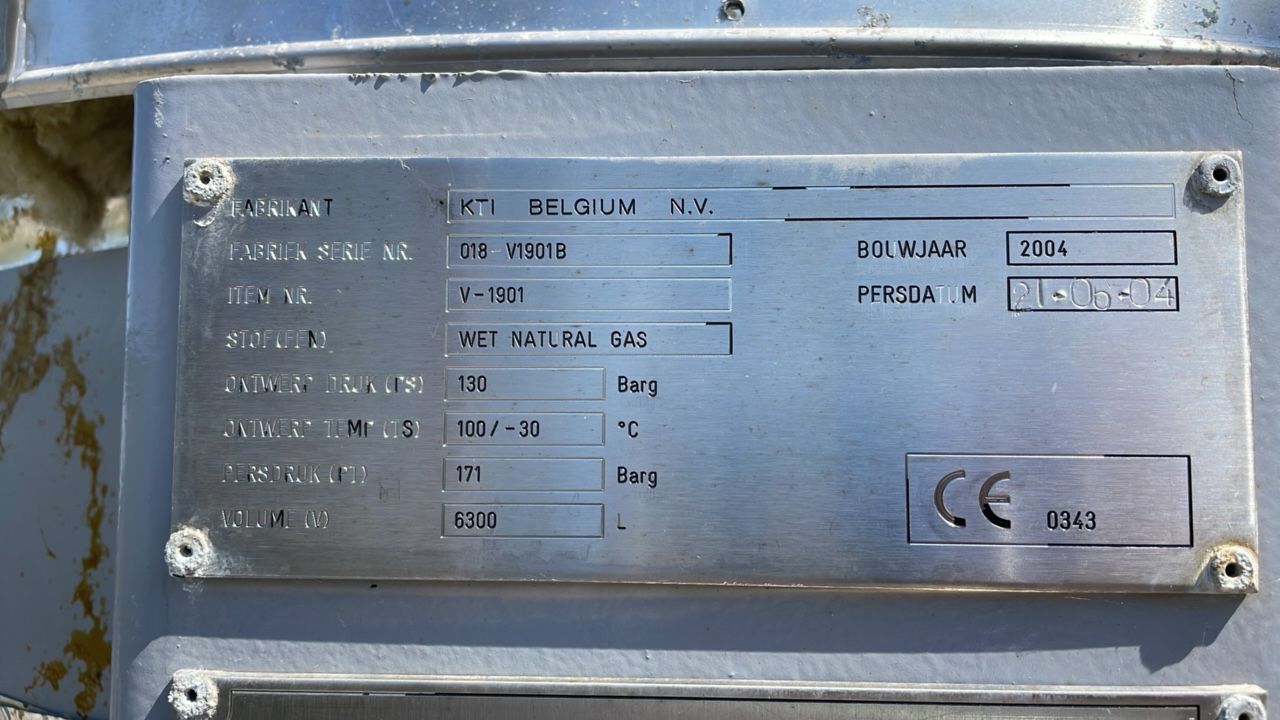 FABRIKANT KTI BELGIUM N.V.
FABRIEK SERIE NR. 018-V1901B BOUWJAAR 2004
ITEM NR. V-1901 PERSDATUM 21-06-04
STOF(FEN) WET NATURAL GAS
ONTWERP DRUK(PS) 130 Barg
ONTWERP TEMP (TS) 100/-30 °C
PERSDRUK(PT) 171 Barg
VOLUME(V) 6300 L
CE 0343